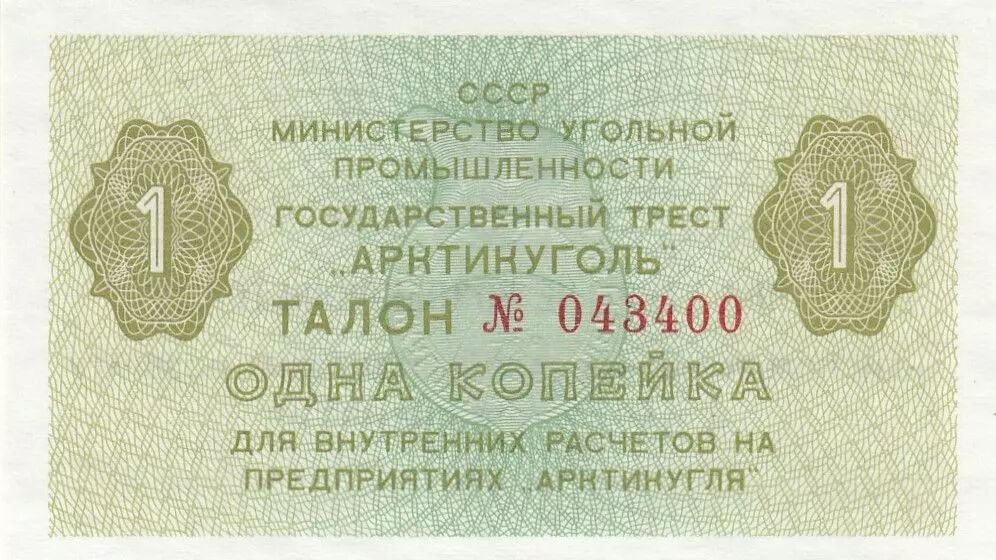 СССР
МИНИСТЕРСТВО УГОЛЬНОЙ
ПРОМЫШЛЕННОСТИ
ГОСУДАРСТВЕННЫЙ ТРЕСТ
„АРКТИКУГОЛЬ"
1 1
ТАЛОН № 043400
ОДНА КОПЕЙКА
ДЛЯ ВНУТРЕННИХ РАСЧЕТОВ НА
ПРЕДПРИЯТИЯХ „АРКТИКУГЛЯ"